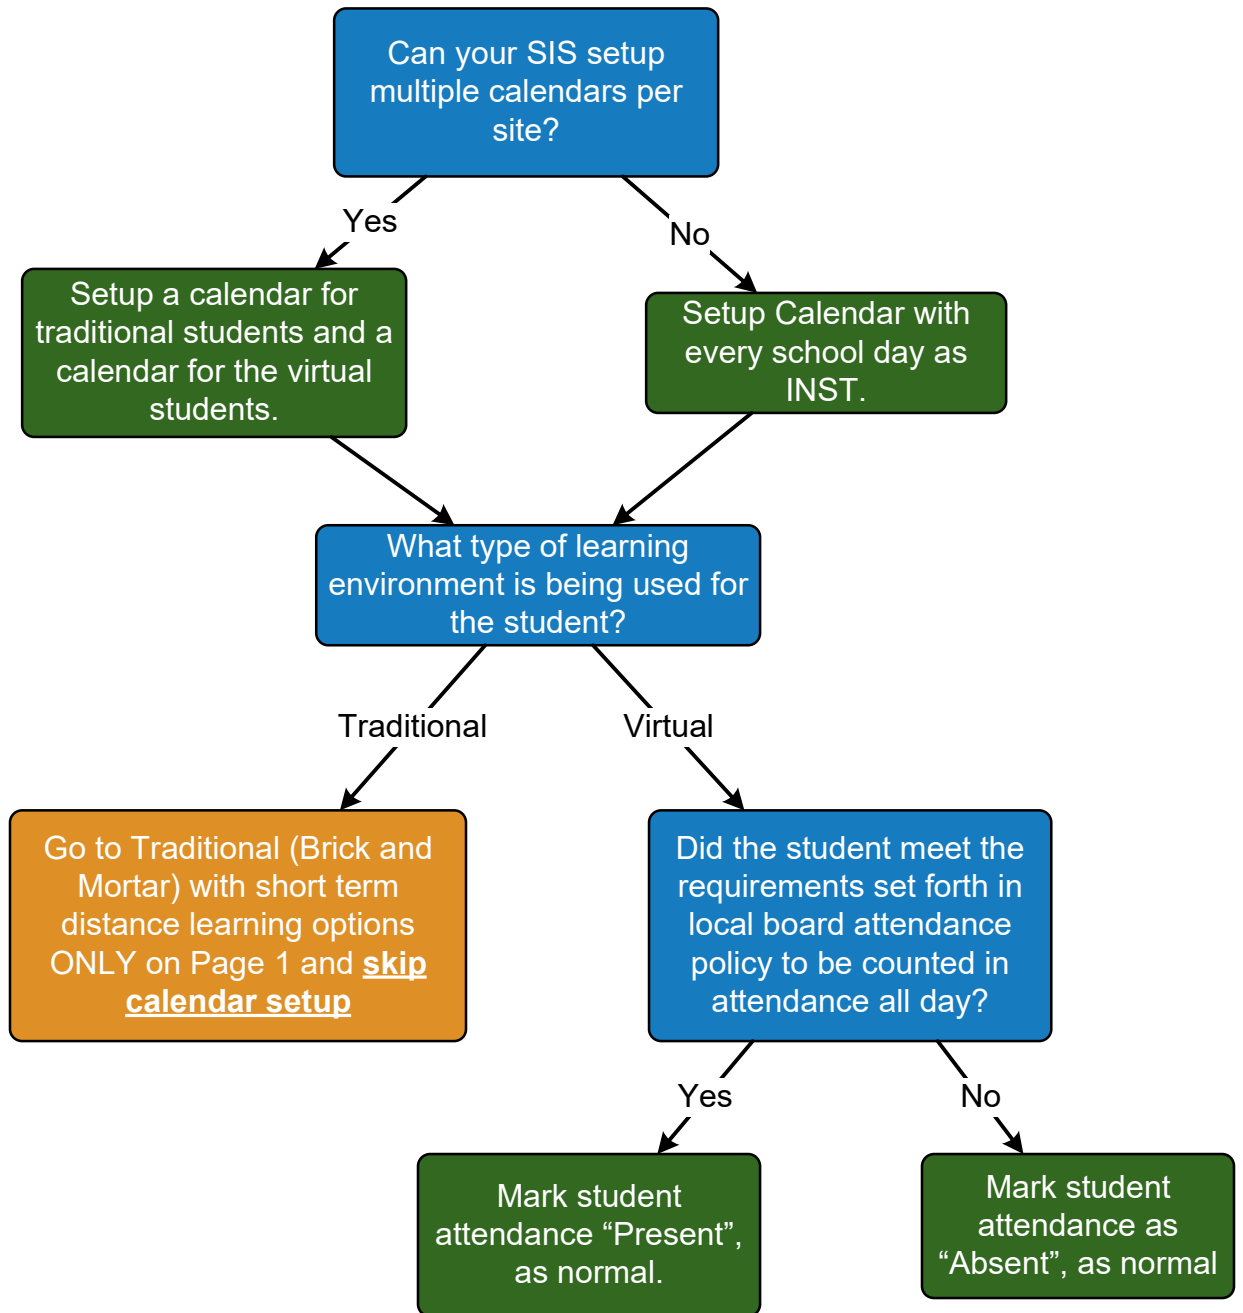 Can your SIS setup
multiple calendars per
site?
Yes
No
Setup a calendar for
traditional students and a
calendar for the virtual
students.
Setup Calendar with
every school day as
INST.
What type of learning
environment is being used for
the student?
Traditional
Virtual
Go to Traditional (Brick and
Mortar) with short term
distance learning options
ONLY on Page 1 and skip
calendar setup
Did the student meet the
requirements set forth in
local board attendance
policy to be counted in
attendance all day?
Yes
No
Mark student
attendance “Present”,
as normal.
Mark student
attendance as
“Absent”, as normal